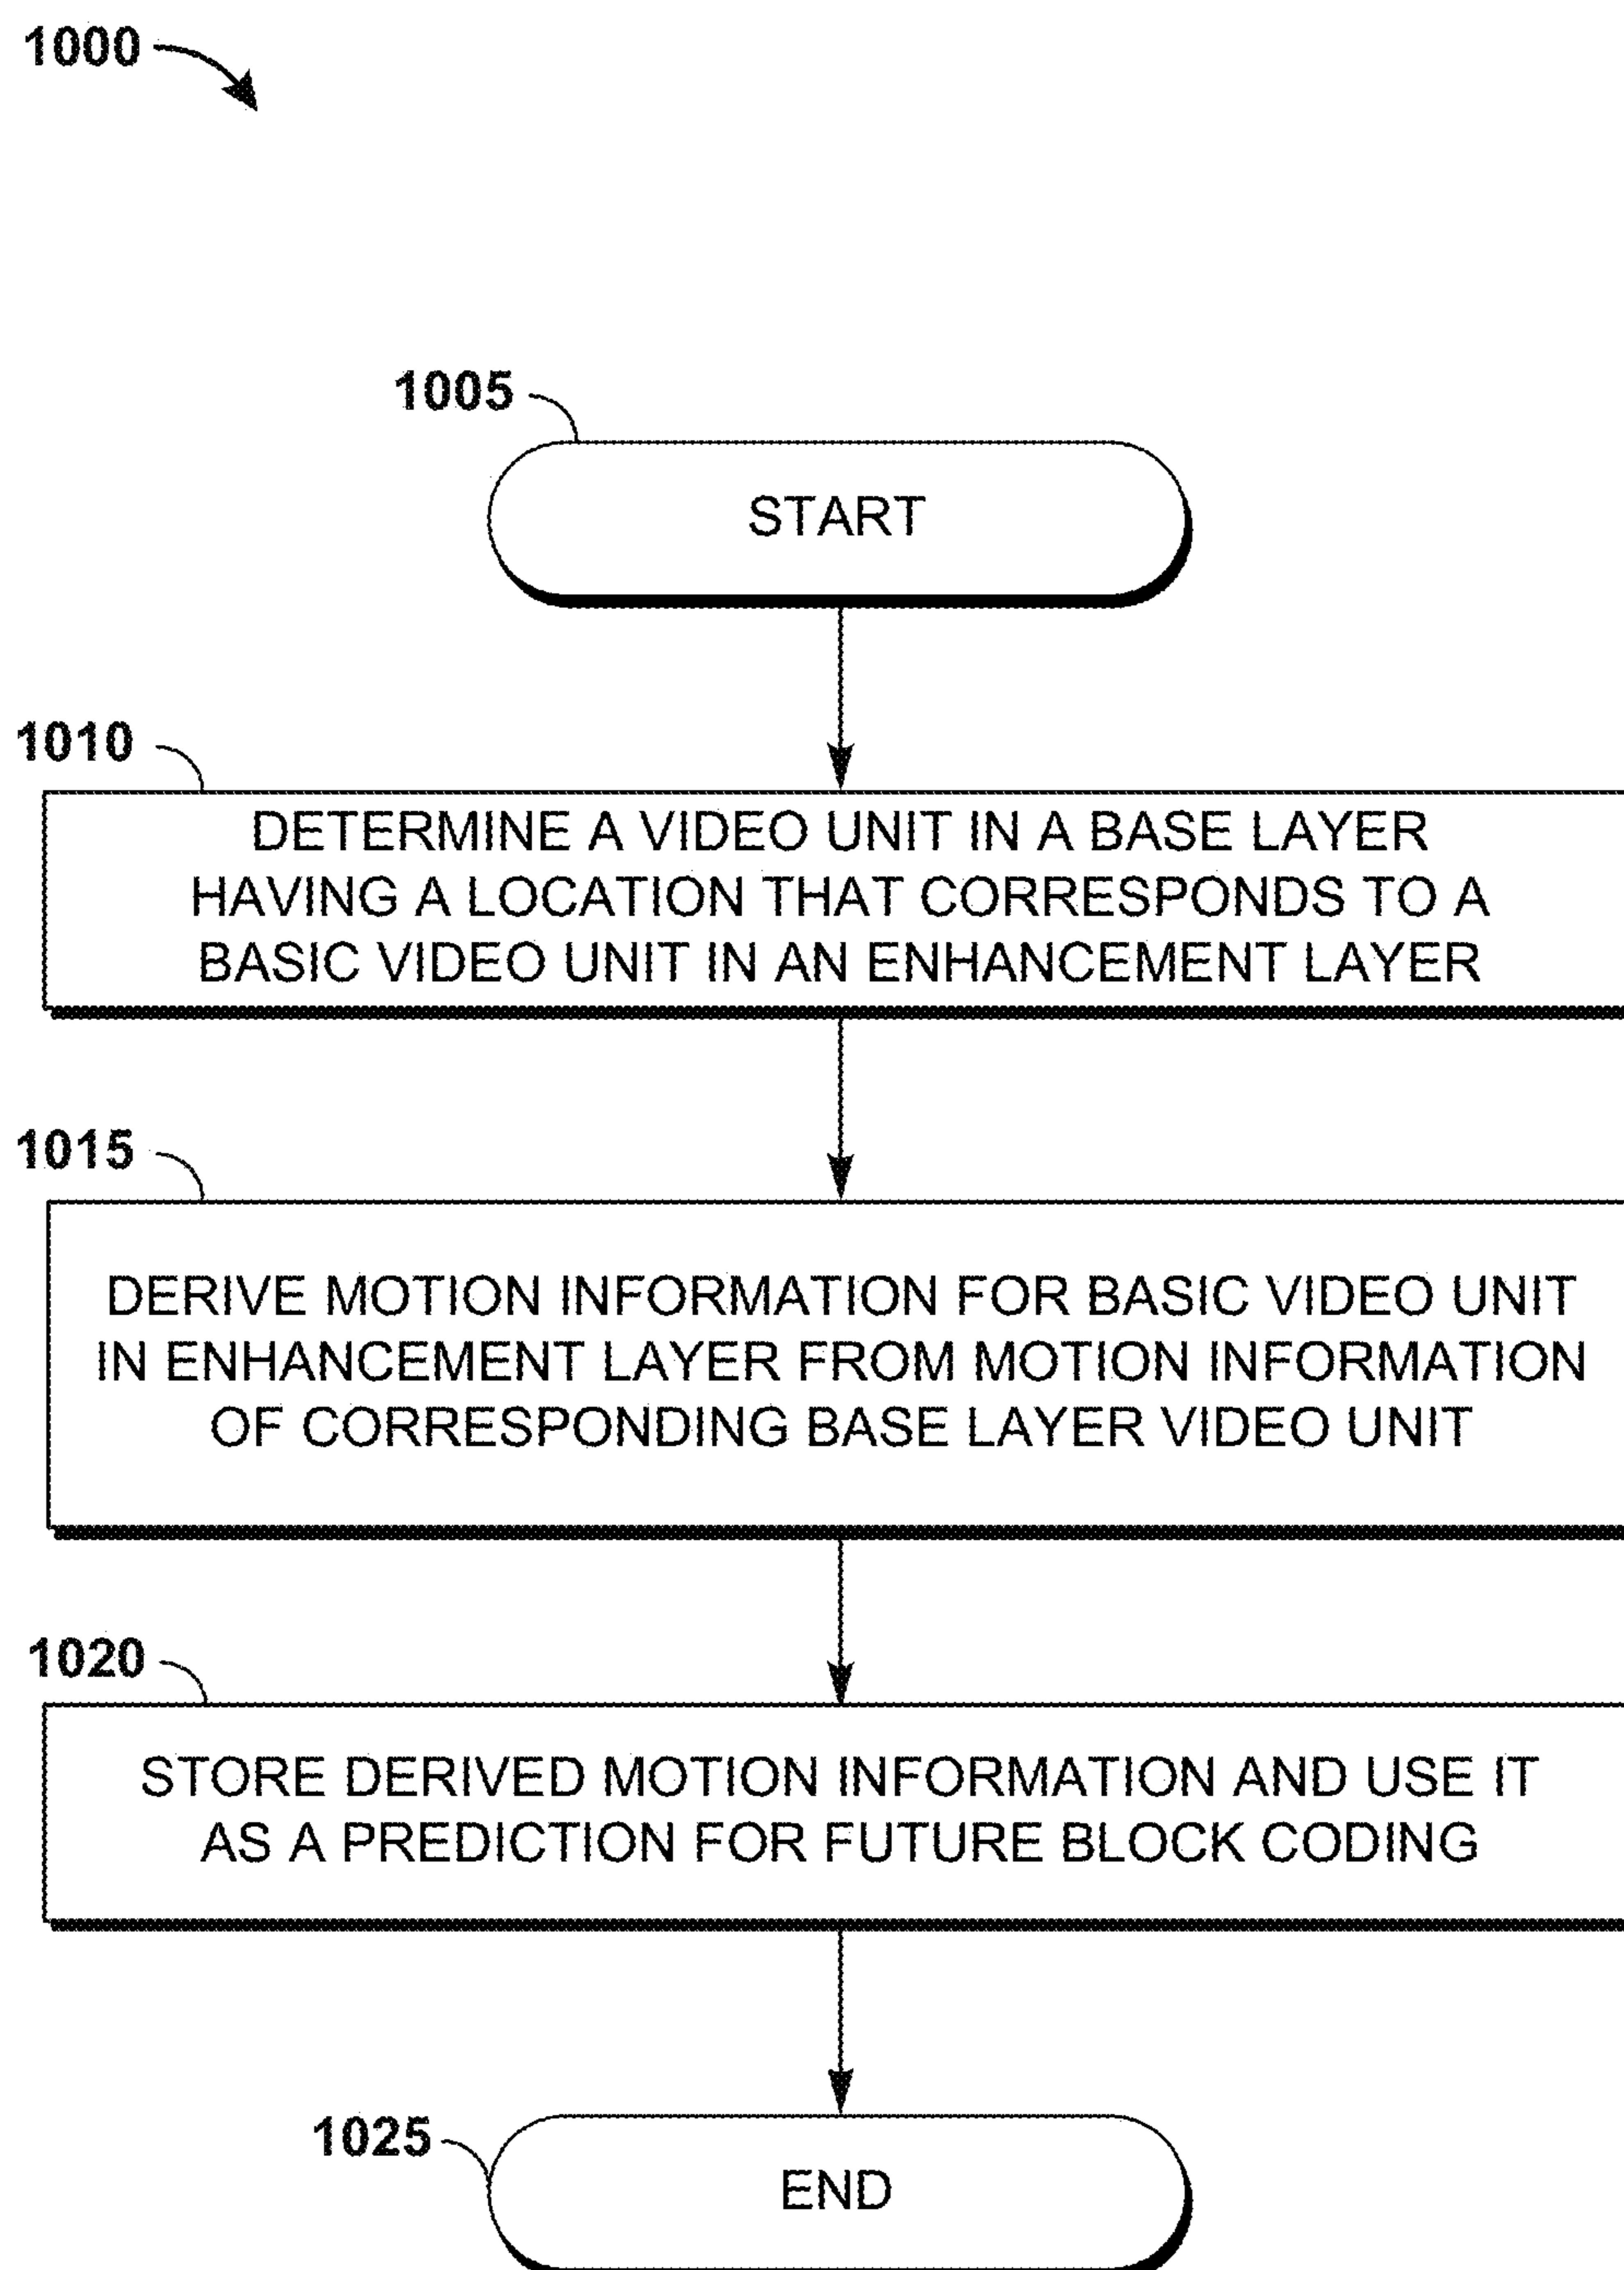 1000
1005
START
1010
DETERMINE A VIDEO UNIT IN A BASE LAYER
HAVING A LOCATION THAT CORRESPONDS TO A
BASIC VIDEO UNIT IN AN ENHANCEMENT LAYER
1015
DERIVE MOTION INFORMATION FOR BASIC VIDEO UNIT
IN ENHANCEMENT LAYER FROM MOTION INFORMATION
OF CORRESPONDING BASE LAYER VIDEO UNIT
1020
STORE DERIVED MOTION INFORMATION AND USE IT
AS A PREDICTION FOR FUTURE BLOCK CODING
1025
END